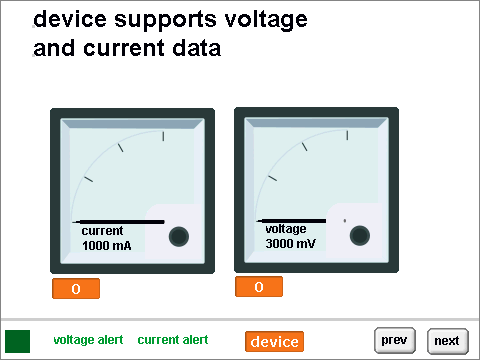 device supports voltage
and current data
current
1000 mA
voltage
3000 mV
0
0
voltage alert
current alert
device
prev
next